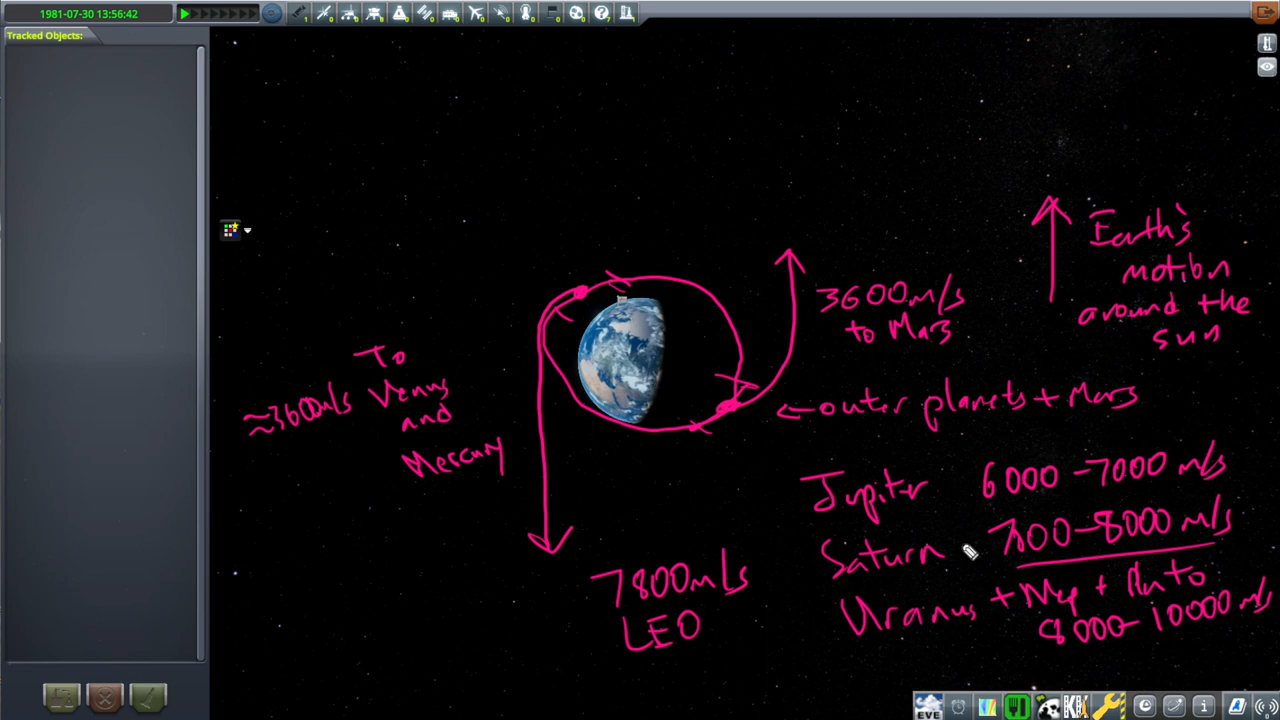 1981-07-30 13:56:42
Tracked Objects:
Earth's
motion
around the
sun
3600m/s
to Mars
To
Venus
and
Mercury
≈3600m/s
←outer planets + Mars
Jupiter 6000-7000 m/s
Saturn 7000-8000 m/s
Uranus + Nep + Pluto
8000-10000 m/s
7800m/s
LEO
EVE